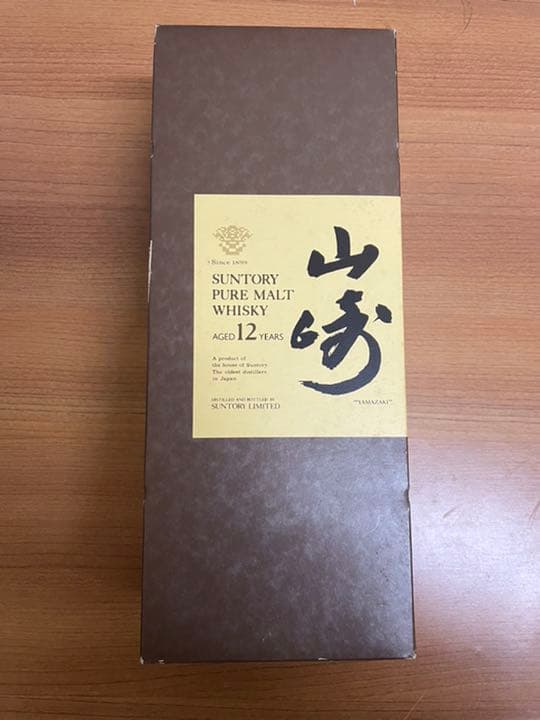 Since 1899
SUNTORY
PURE MALT
WHISKY
AGED 12 YEARS
A product of
the house of Suntory
The oldest distillers
in Japan
DISTILLED AND BOTTLED BY
SUNTORY LIMITED
山崎
"YAMAZAKI"